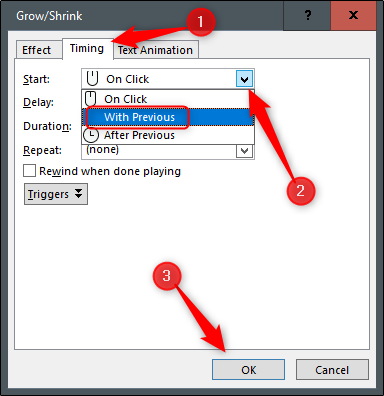 Grow/Shrink ? X
1
Effect Timing Text Animation
Start: On Click
Delay: On Click
With Previous
Duration: After Previous
Repeat: (none)
Rewind when done playing
Triggers
2
3
OK Cancel